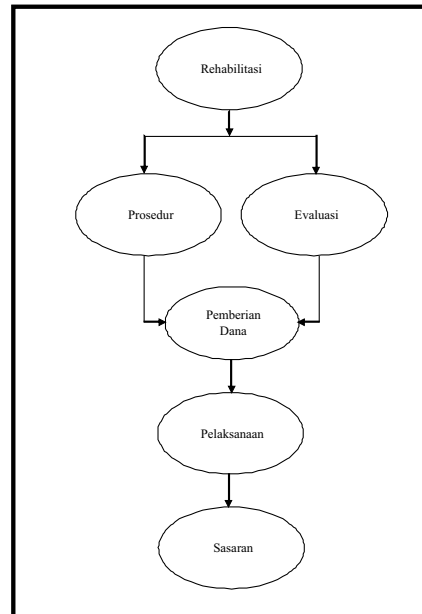 Rehabilitasi
Prosedur
Evaluasi
Pemberian
Dana
Pelaksanaan
Sasaran